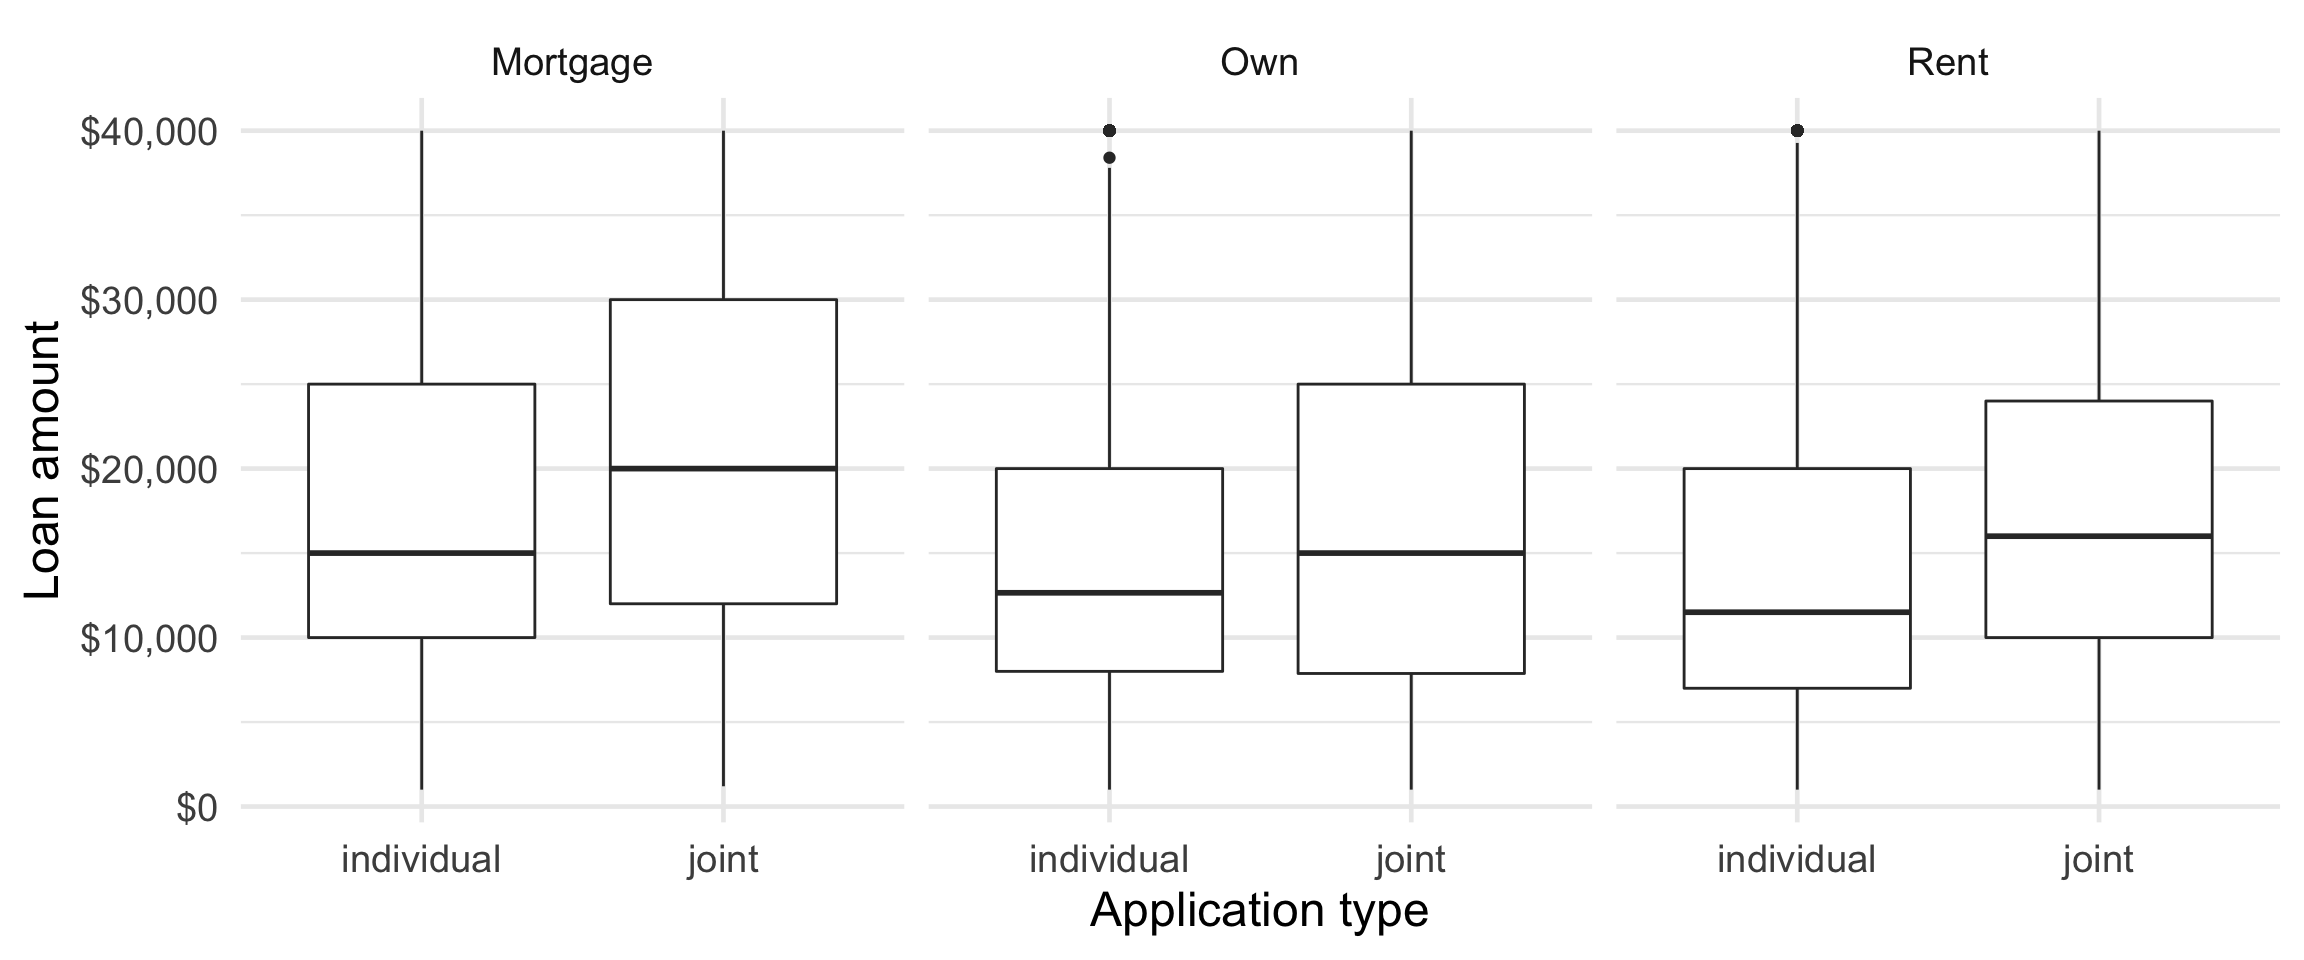 Mortgage Own Rent
$40,000
$30,000
$20,000
$10,000
$0
Loan amount
individual joint individual joint individual joint
Application type